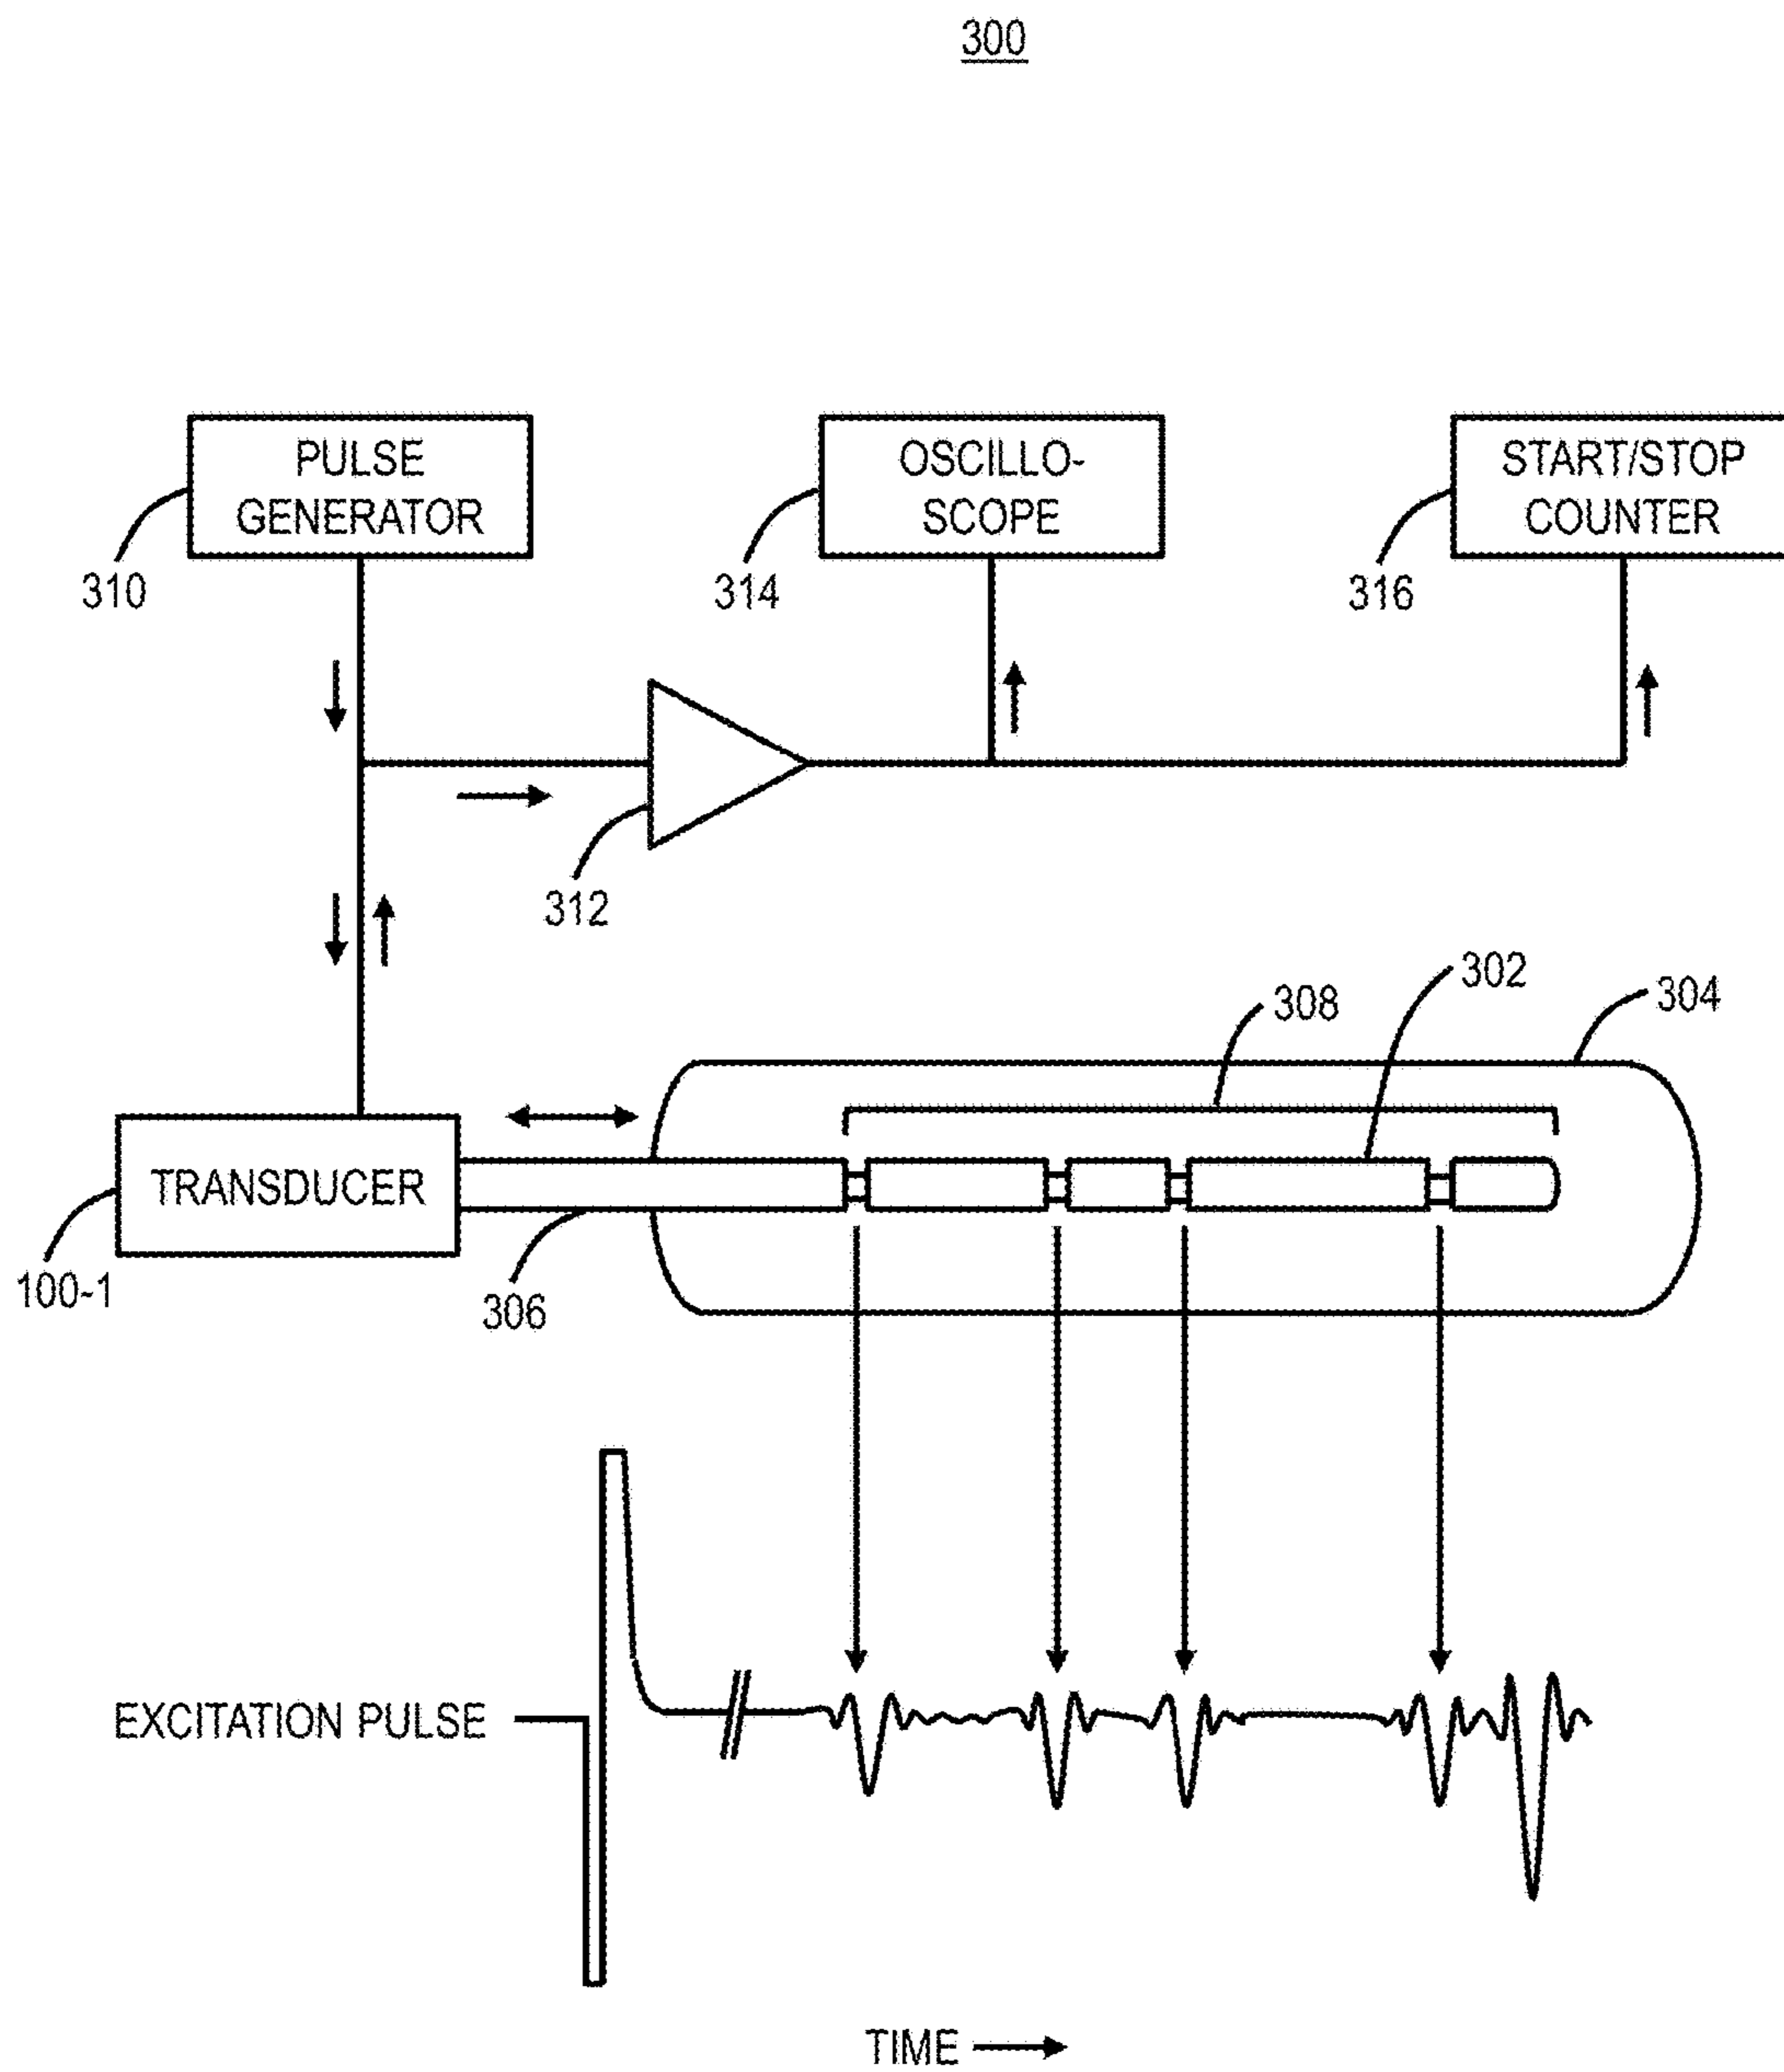 300
PULSE
GENERATOR
310
OSCILLO-
SCOPE
314
START/STOP
COUNTER
316
312
302
308
304
TRANSDUCER
100-1
306
EXCITATION PULSE
TIME